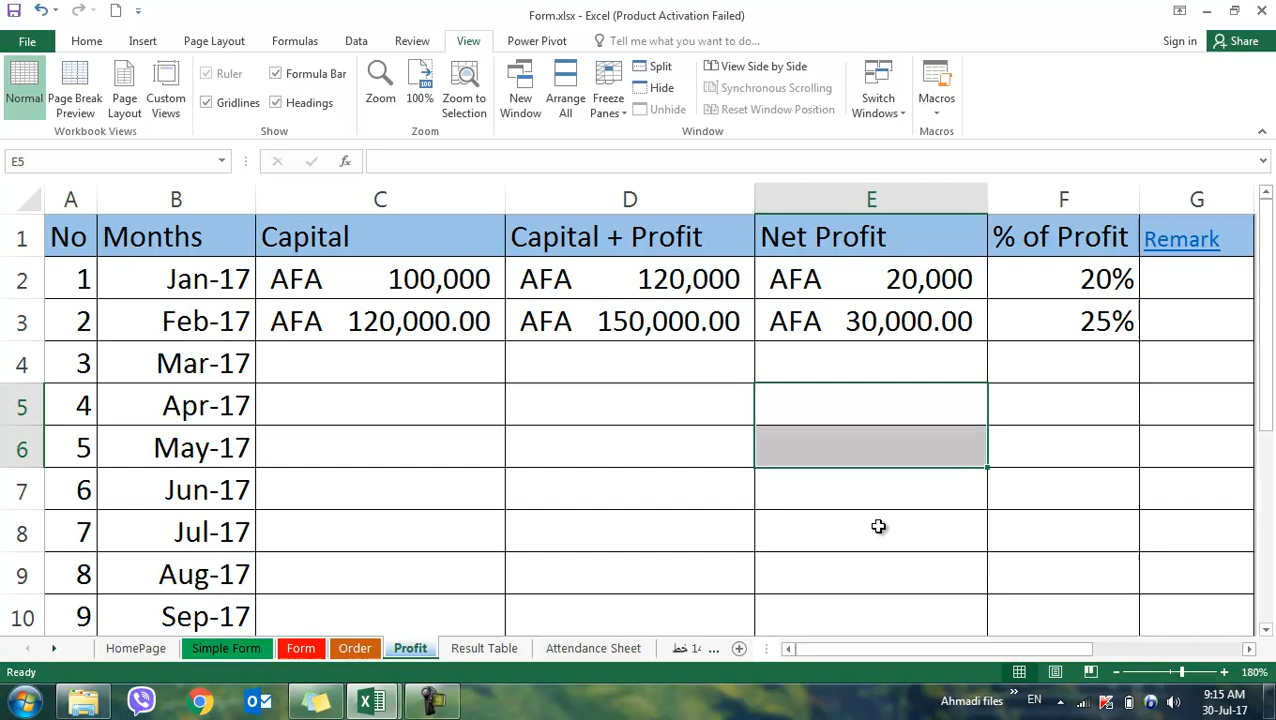 Form.xlsx - Excel (Product Activation Failed)
File Home Insert Page Layout Formulas Data Review View Power Pivot Tell me what you want to do... Sign in Share
Normal Page Break Preview Page Layout Custom Views Ruler Formula Bar Gridlines Headings Zoom 100% Zoom to Selection New Window Arrange All Freeze Panes Split Hide Unhide View Side by Side Synchronous Scrolling Reset Window Position Switch Windows Macros
Workbook Views Show Zoom Window Macros
E5 fx
A B C D E F G
1 No Months Capital Capital + Profit Net Profit % of Profit Remark
2 1 Jan-17 AFA 100,000 AFA 120,000 AFA 20,000 20%
3 2 Feb-17 AFA 120,000.00 AFA 150,000.00 AFA 30,000.00 25%
4 3 Mar-17
5 4 Apr-17
6 5 May-17
7 6 Jun-17
8 7 Jul-17
9 8 Aug-17
10 9 Sep-17
HomePage Simple Form Form Order Profit Result Table Attendance Sheet خط 14 ...
Ready 180%
Ahmadi files EN 9:15 AM
30-Jul-17